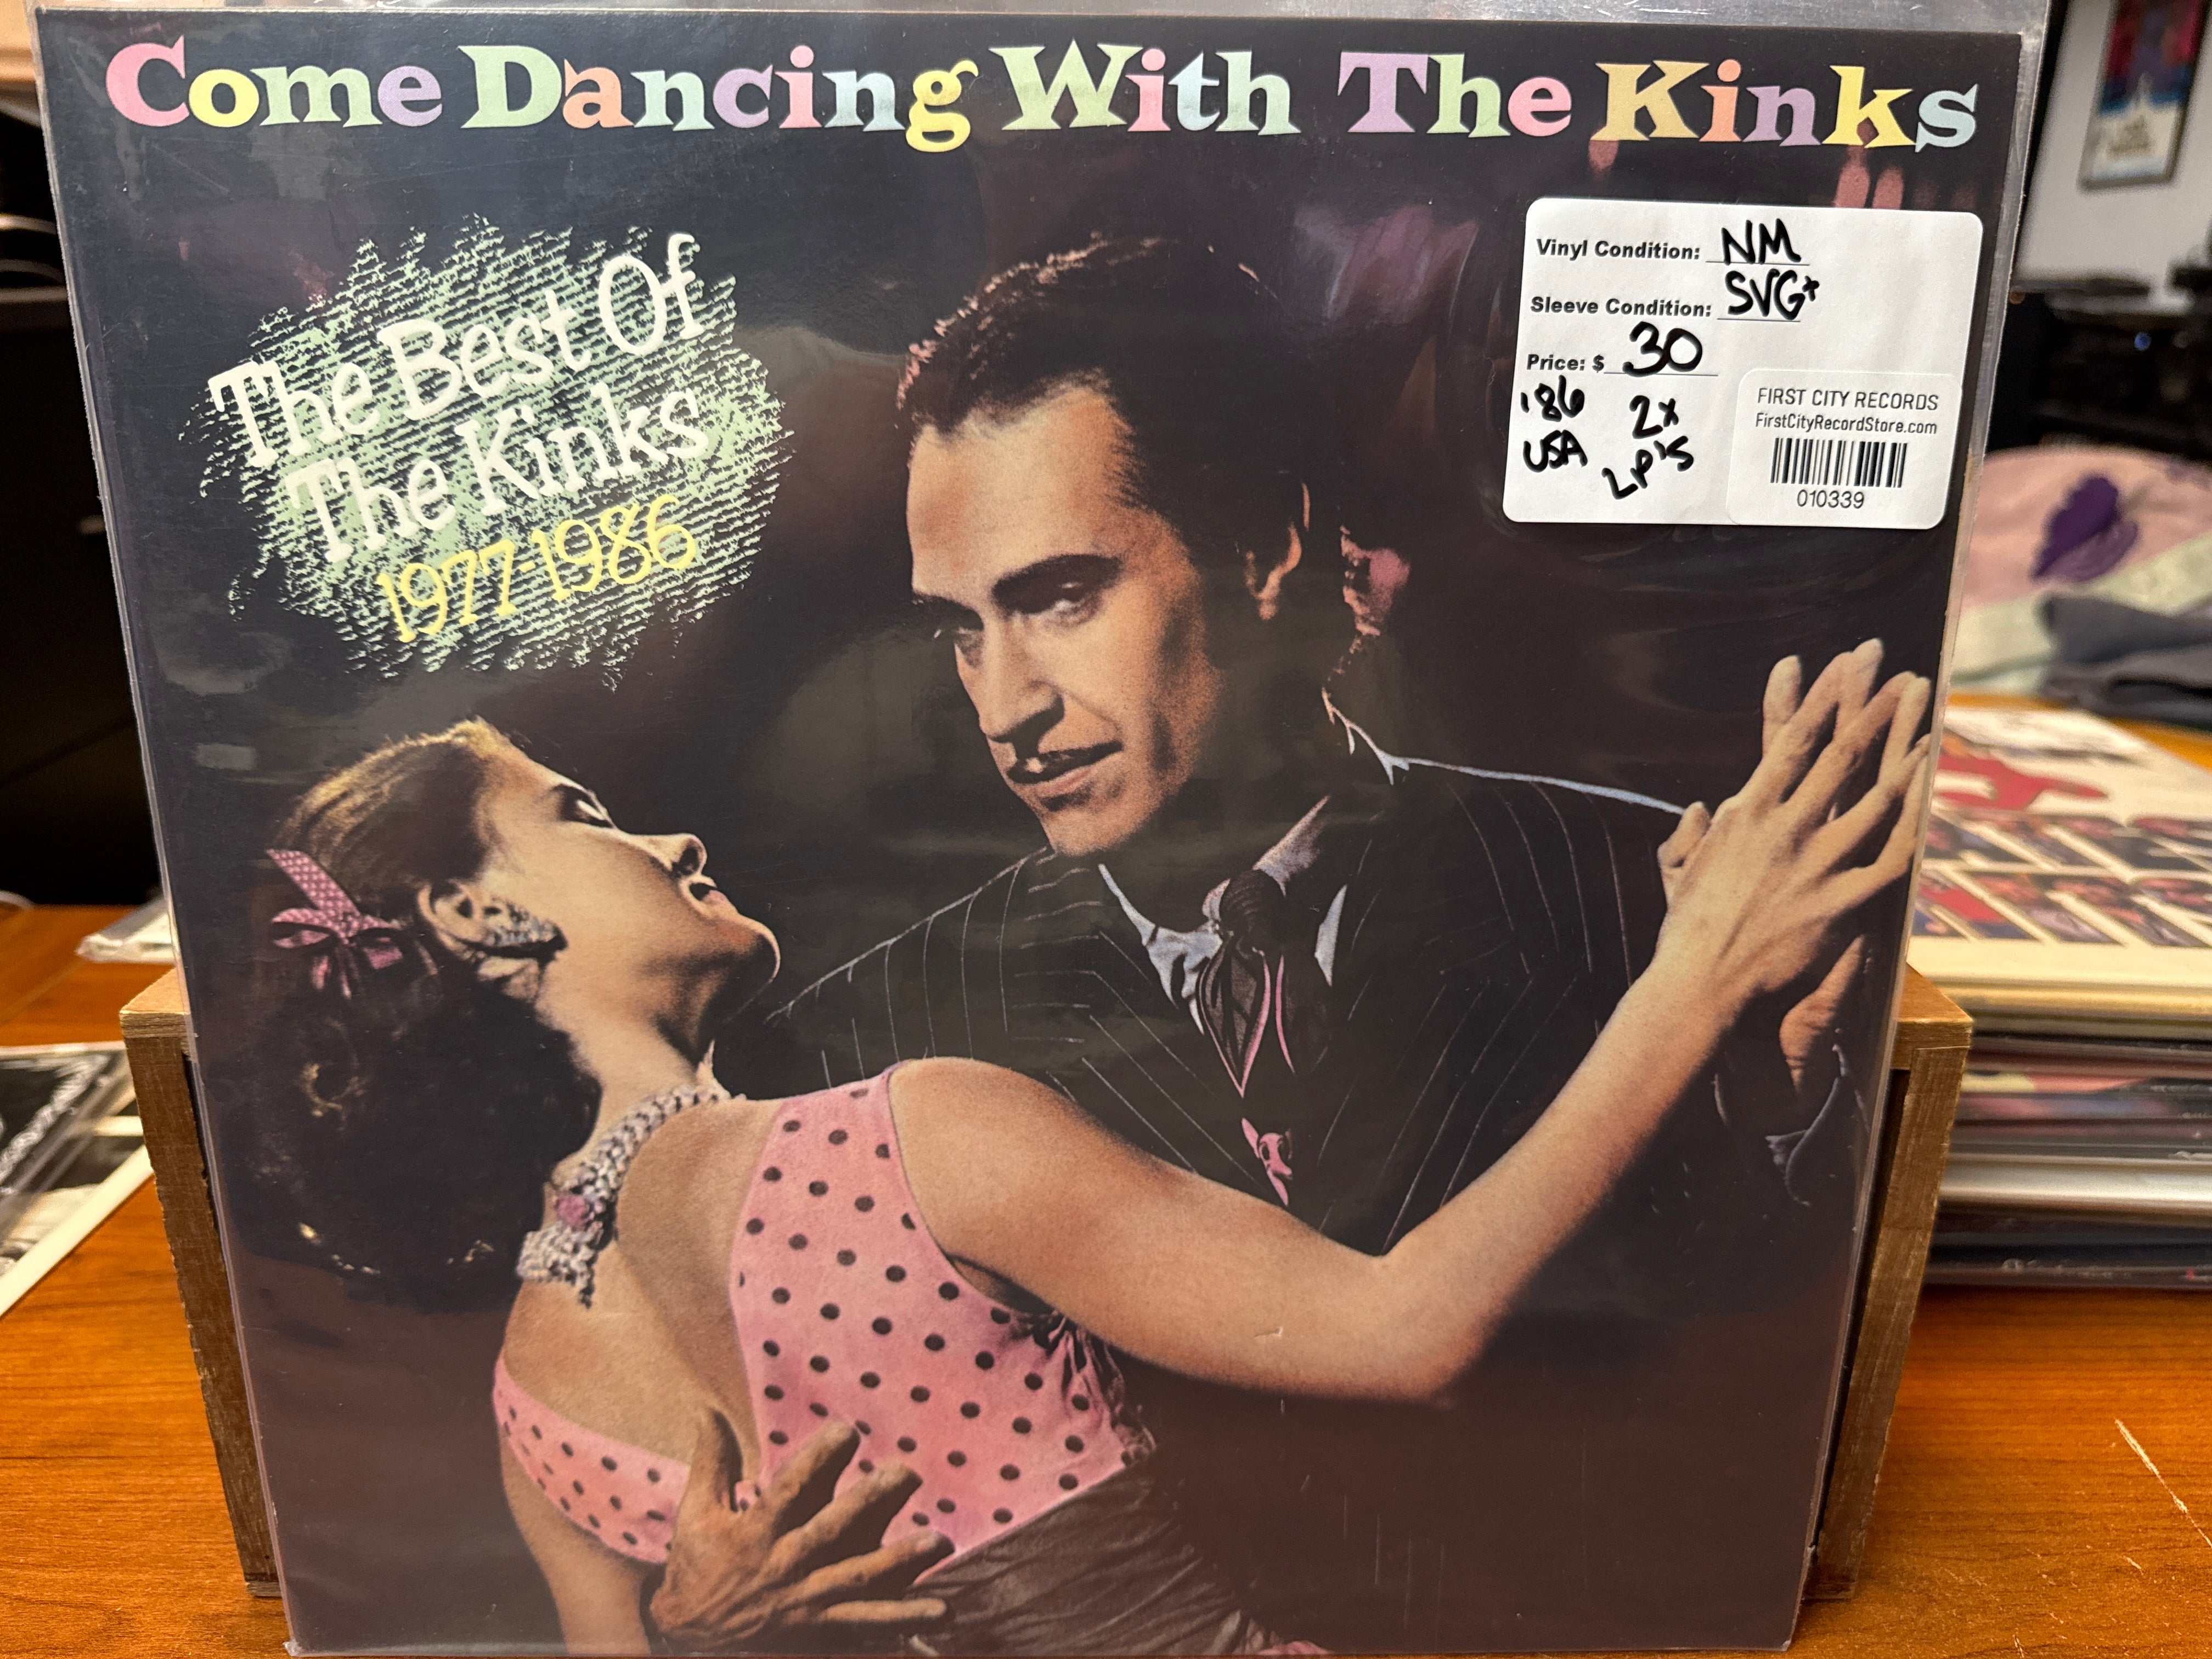 Come Dancing With The Kinks
The Best Of
The Kinks
1977-1986
Vinyl Condition: NM
Sleeve Condition: SVG+
Price: $ 30
'86 2x
USA LP's
FIRST CITY RECORDS
FirstCityRecordStore.com
010339